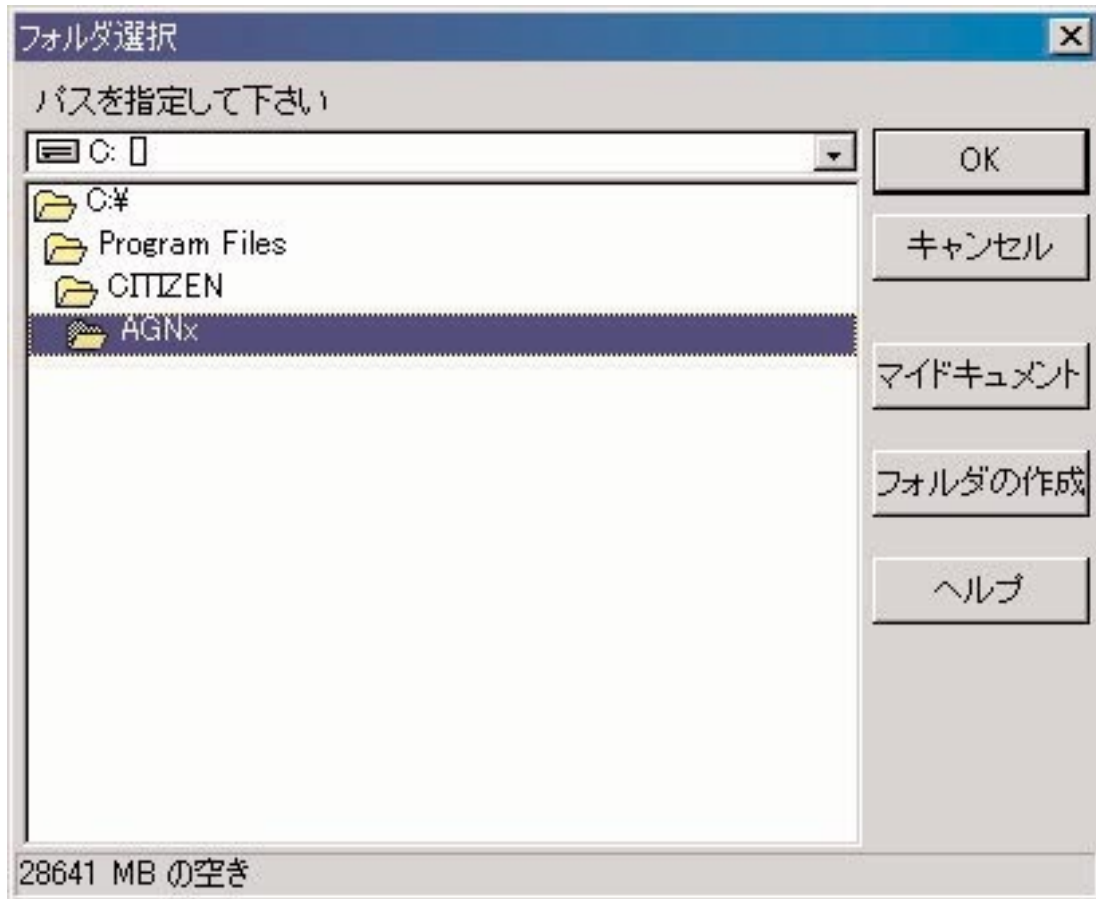 フォルダ選択
パスを指定して下さい
C: []
OK
C:¥
Program Files
キャンセル
CITIZEN
AGNx
マイドキュメント
フォルダの作成
ヘルプ
28641 MB の空き